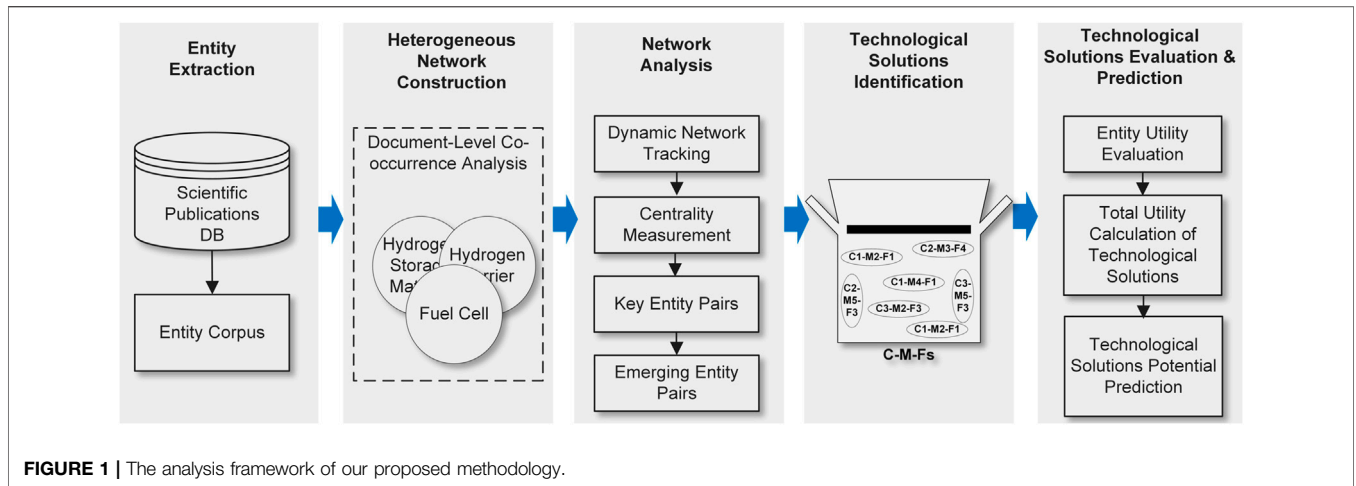 Entity
Extraction
Scientific
Publications
DB
Entity Corpus
Heterogeneous
Network
Construction
Document-Level Co-
occurrence Analysis
Storag
Hydrogen
Fuel Cell
Network
Analysis
Dynamic Network
Tracking
Centrality
Measurement
Key Entity Pairs
Emerging Entity
Pairs
Technological
Solutions
Identification
C1-M2-F1
C2-M3-F4
C2-
M5-
F3
C1-M4-F1
C3-
M5-
F3
C3-M2-F3
C1-M2-F1
C-M-Fs
Technological
Solutions Evaluation &
Prediction
Entity Utility
Evaluation
Total Utility
Calculation of
Technological
Solutions
Technological
Solutions Potential
Prediction
FIGURE 1 | The analysis framework of our proposed methodology.